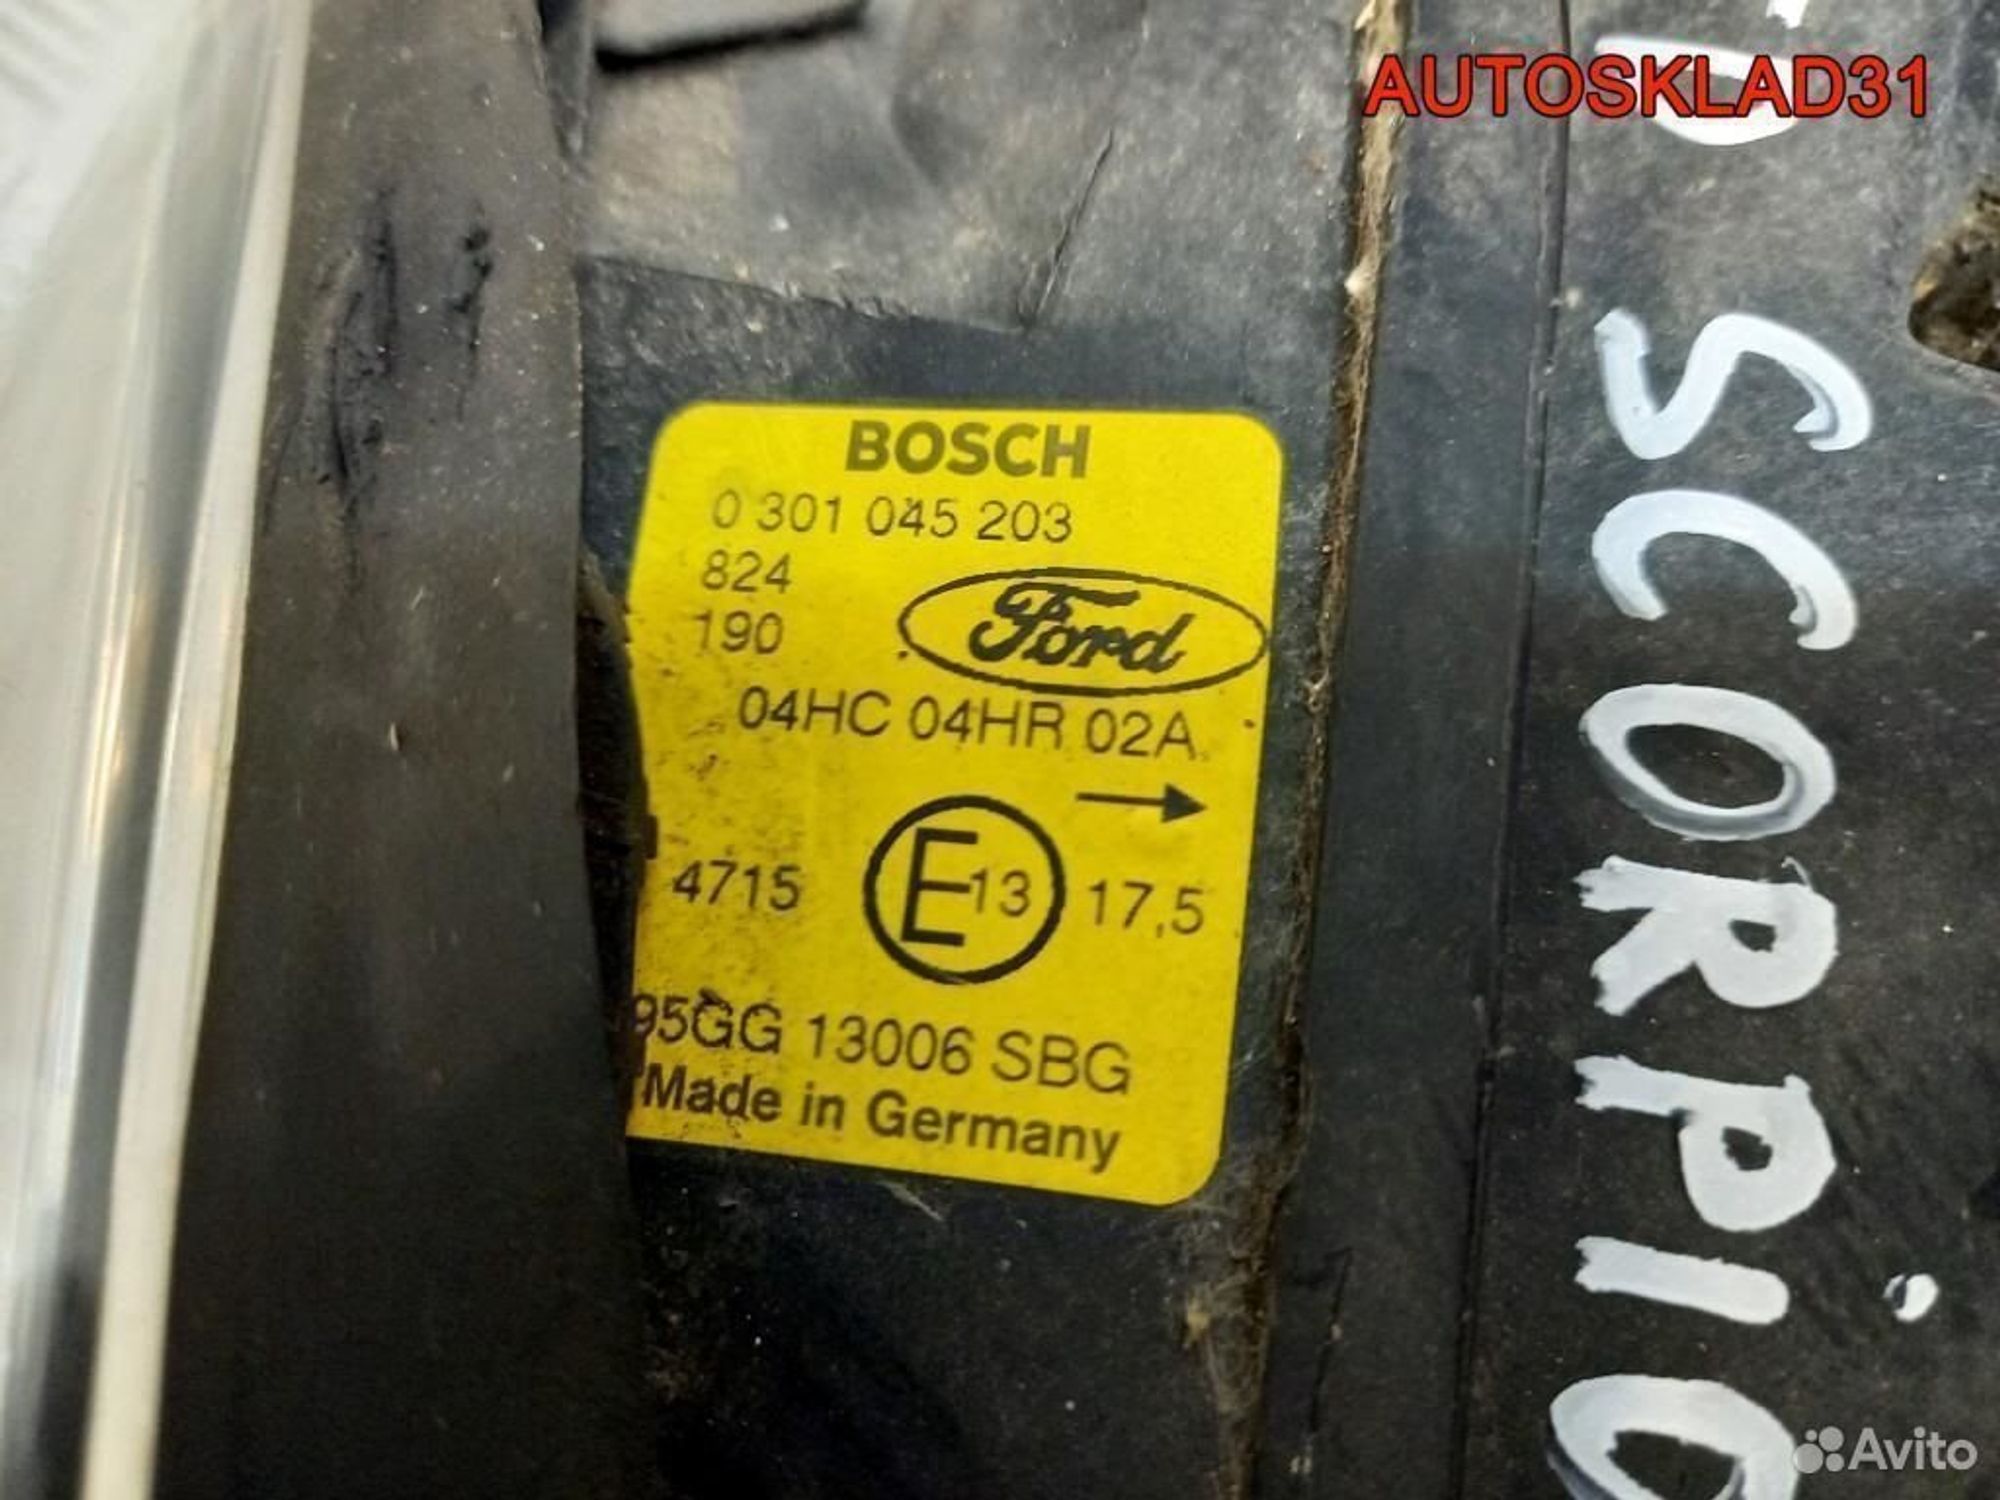 AUTOSKLAD31
BOSCH
0 301 045 203
824
190
Ford
04HC 04HR 02A
4715 E13 17,5
95GG 13006 SBG
Made in Germany
SCORPiO
Avito